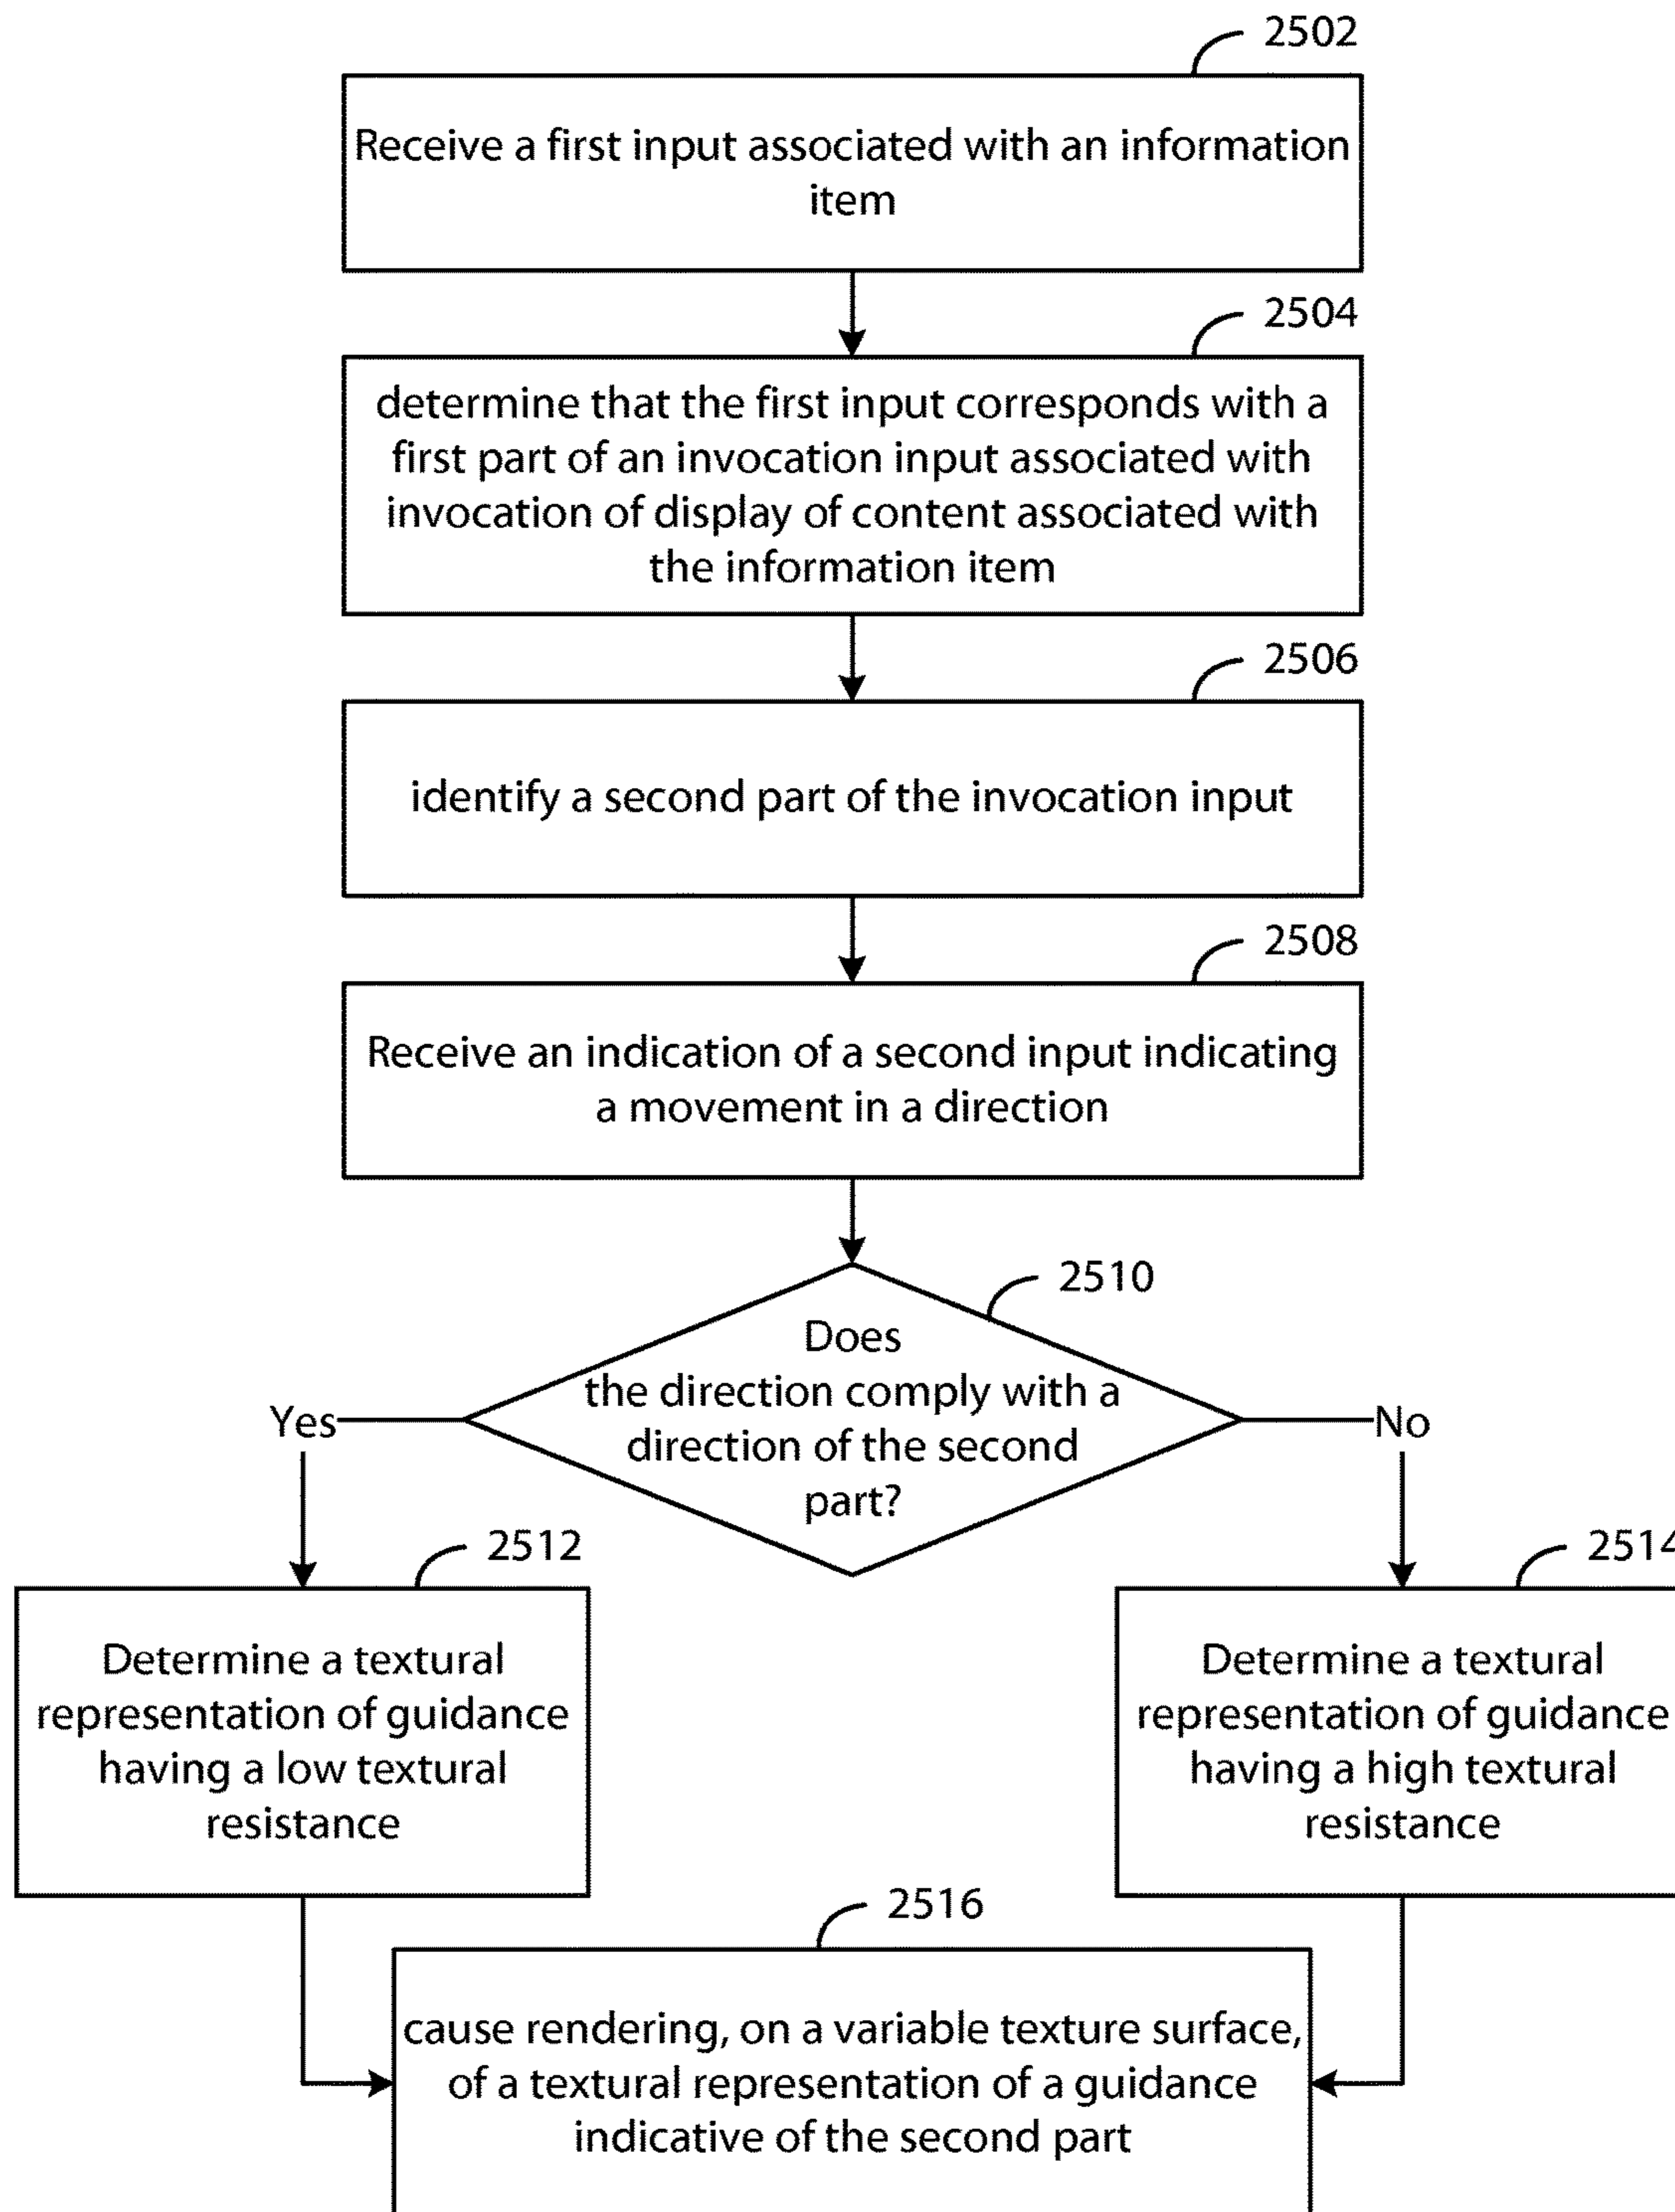 2502
Receive a first input associated with an information
item
2504
determine that the first input corresponds with a
first part of an invocation input associated with
invocation of display of content associated with
the information item
2506
identify a second part of the invocation input
2508
Receive an indication of a second input indicating
a movement in a direction
2510
Does
the direction comply with a
direction of the second
part?
Yes
No
2512
Determine a textural
representation of guidance
having a low textural
resistance
2514
Determine a textural
representation of guidance
having a high textural
resistance
2516
cause rendering, on a variable texture surface,
of a textural representation of a guidance
indicative of the second part